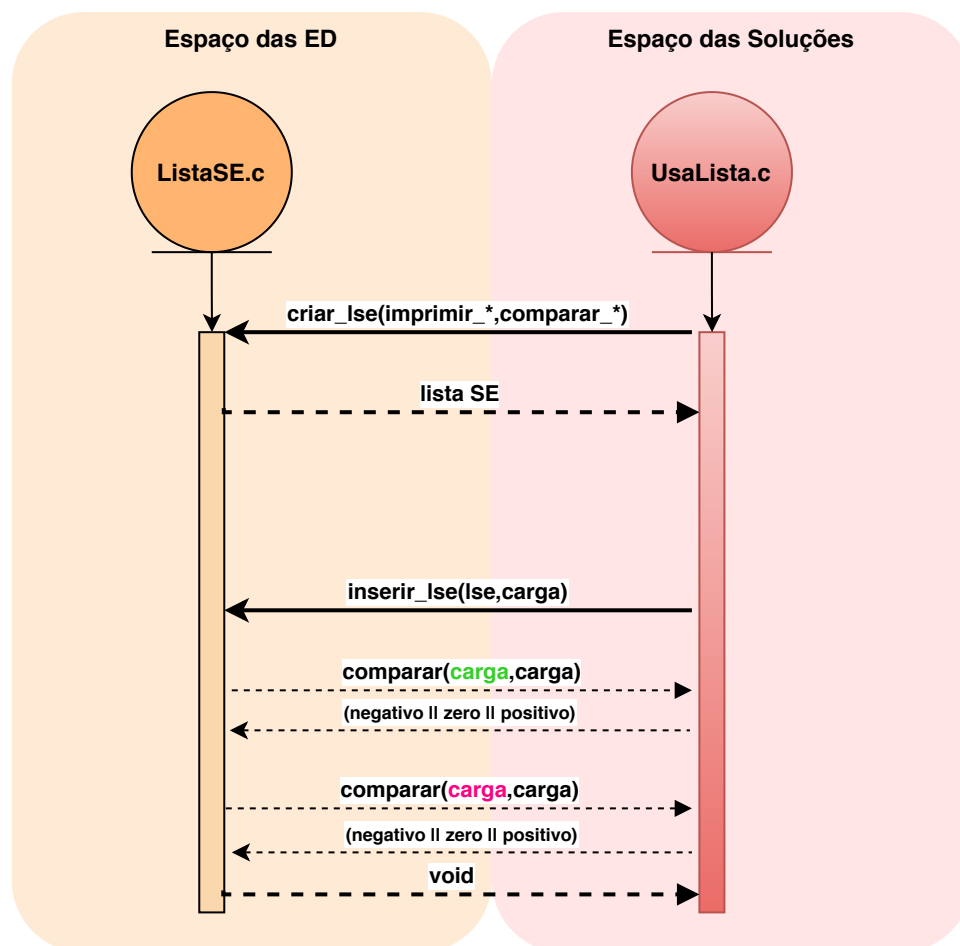 Espaço das ED
Espaço das Soluções
ListaSE.c
UsaLista.c
criar_lse(imprimir_*,comparar_*)
lista SE
inserir_lse(lse,carga)
comparar(carga,carga)
(negativo || zero || positivo)
comparar(carga,carga)
(negativo || zero || positivo)
void